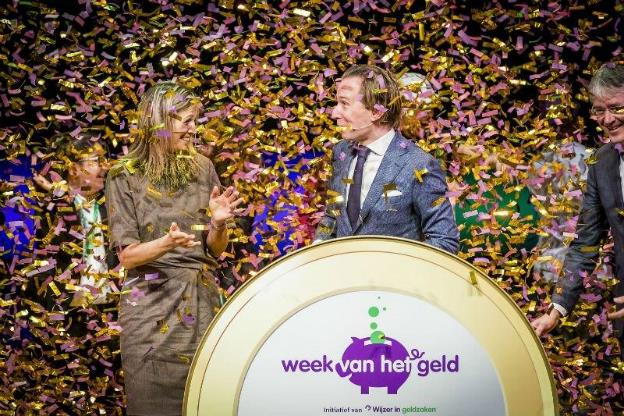 week van het geld
Initiatief van Wijzer in geldzaken